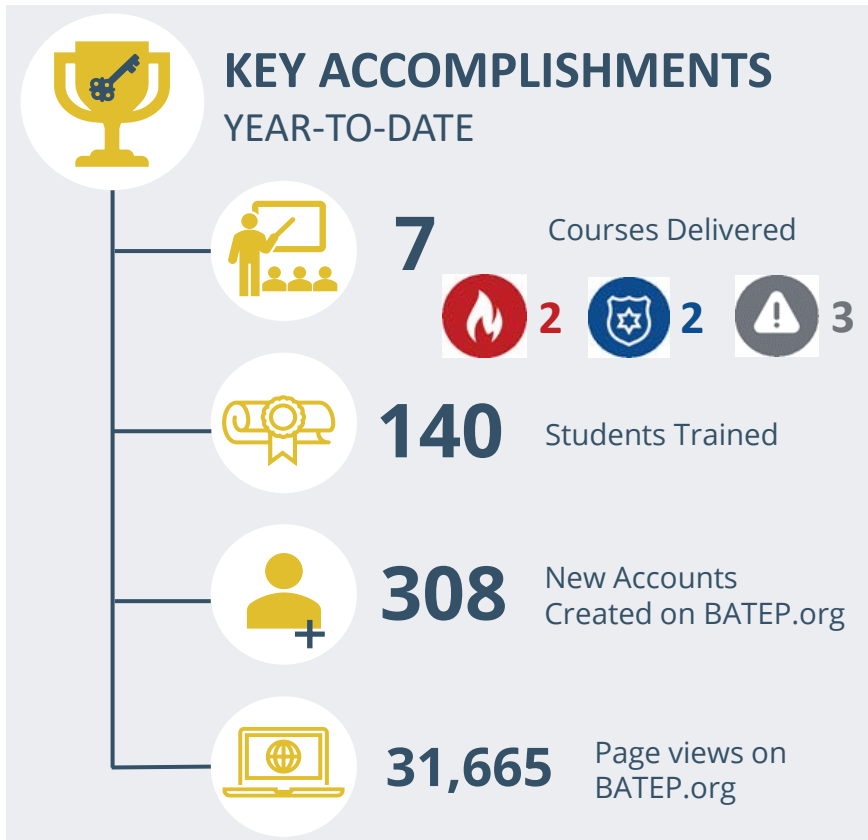 KEY ACCOMPLISHMENTS
YEAR-TO-DATE
7 Courses Delivered
2 2 3
140 Students Trained
308 New Accounts
Created on BATEP.org
31,665 Page views on
BATEP.org